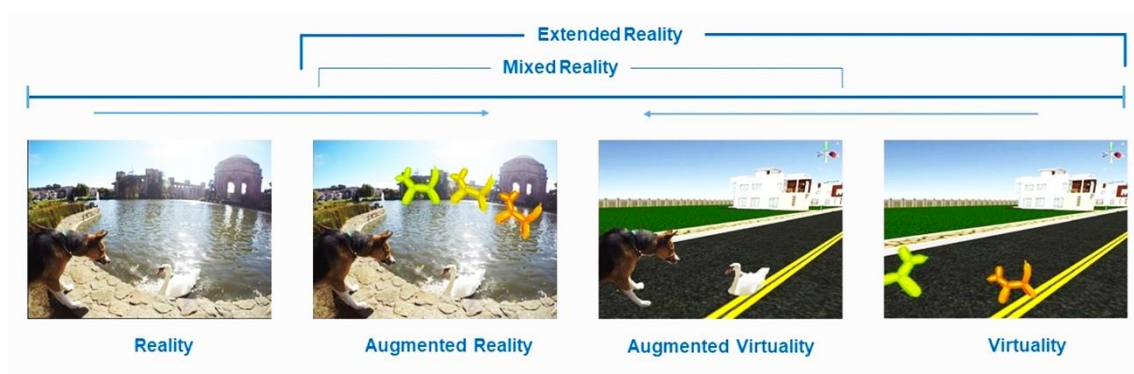 Extended Reality
Mixed Reality
Reality
Augmented Reality
Augmented Virtuality
Virtuality